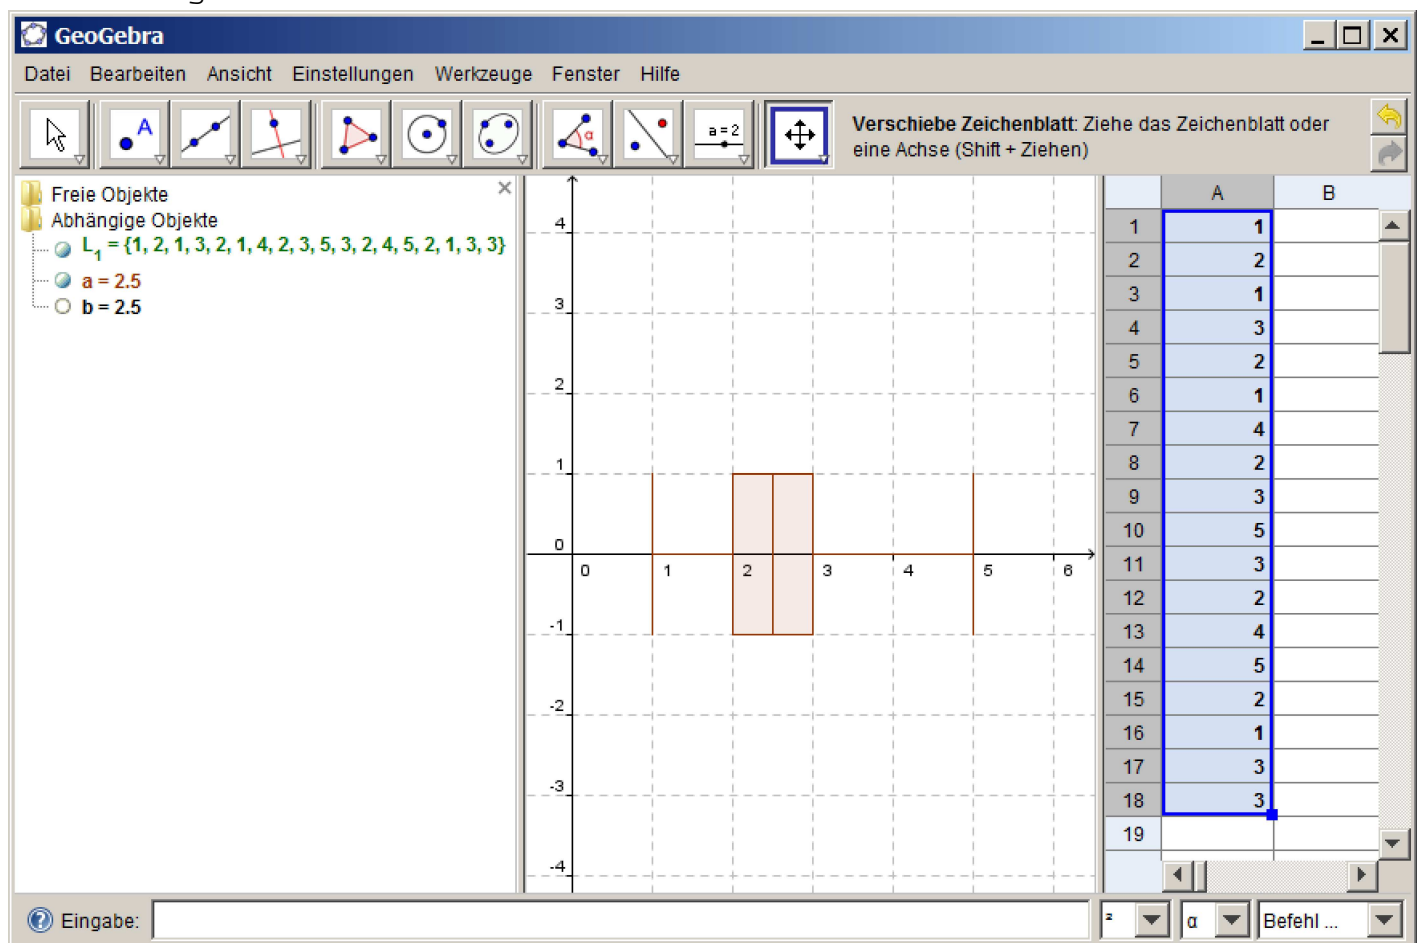 GeoGebra
Datei Bearbeiten Ansicht Einstellungen Werkzeuge Fenster Hilfe
A
α
a=2
Verschiebe Zeichenblatt: Ziehe das Zeichenblatt oder
eine Achse (Shift + Ziehen)
Freie Objekte
Abhängige Objekte
L₁ = {1, 2, 1, 3, 2, 1, 4, 2, 3, 5, 3, 2, 4, 5, 2, 1, 3, 3}
a = 2.5
b = 2.5
4
3
2
1
0
0 1 2 3 4 5 6
-1
-2
-3
-4
A B
1 1
2 2
3 1
4 3
5 2
6 1
7 4
8 2
9 3
10 5
11 3
12 2
13 4
14 5
15 2
16 1
17 3
18 3
19
Eingabe: ² α Befehl ...